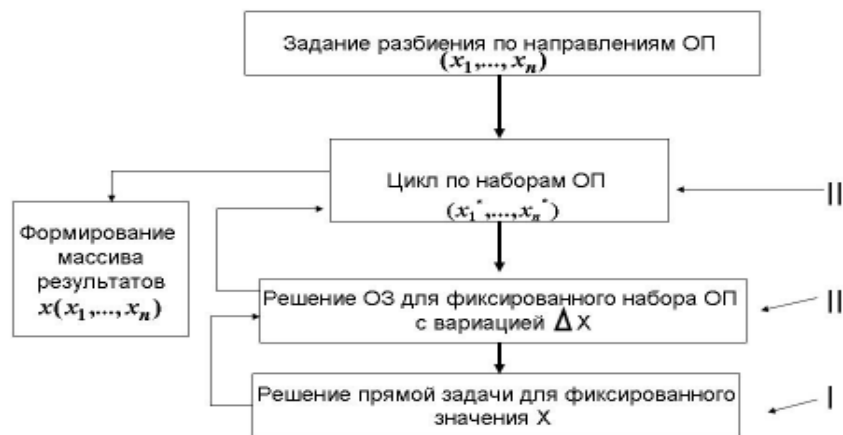 Задание разбиения по направлениям ОП
(x₁,..., xₙ)
Цикл по наборам ОП
(x₁*,..., xₙ*)
II
Формирование
массива
результатов
x(x₁,..., xₙ)
Решение ОЗ для фиксированного набора ОП
с вариацией Δ X
II
Решение прямой задачи для фиксированного
значения X
I